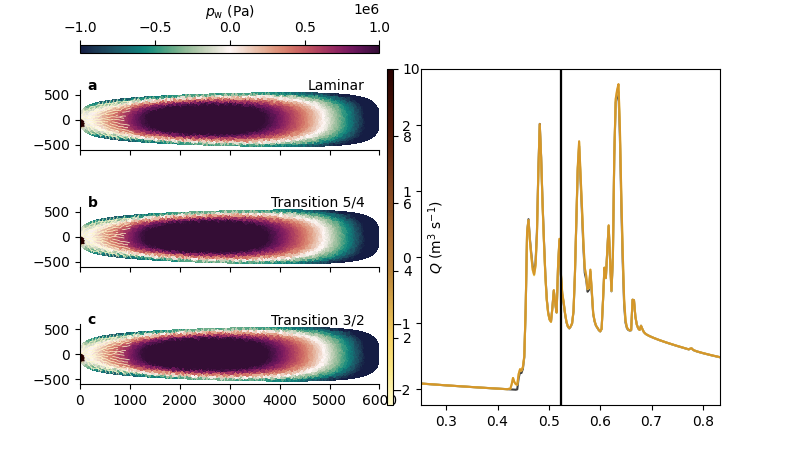 p_w (Pa)
1e6
−1.0 −0.5 0.0 0.5 1.0
a Laminar
500
0
−500
b Transition 5/4
500
0
−500
c Transition 3/2
500
0
−500
0 1000 2000 3000 4000 5000 6000
10
8
6
4
2
Q (m³ s⁻¹)
2
1
0
−1
−2
0.3 0.4 0.5 0.6 0.7 0.8